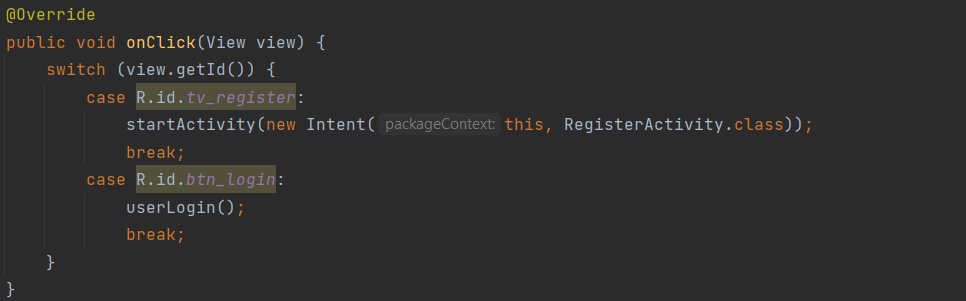 @Override
public void onClick(View view) {
    switch (view.getId()) {
        case R.id.tv_register:
            startActivity(new Intent( packageContext: this, RegisterActivity.class));
            break;
        case R.id.btn_login:
            userLogin();
            break;
    }
}